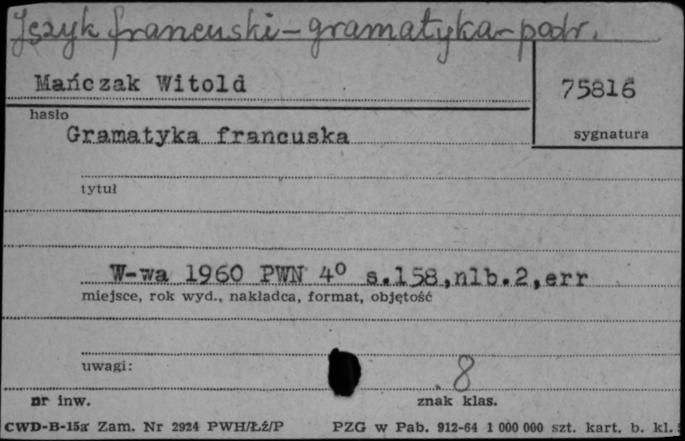 Język francuski - gramatyka - podr.
Mańczak Witold
75816
hasło
Gramatyka francuska
sygnatura
tytuł
W-wa 1960 PWN 4° s.158,nlb.2,err
miejsce, rok wyd., nakładca, format, objętość
uwagi:
8
nr inw.
znak klas.
CWD-B-15a Zam. Nr 2924 PWH/Łź/P PZG w Pab. 912-64 1 000 000 szt. kart. b. kl.